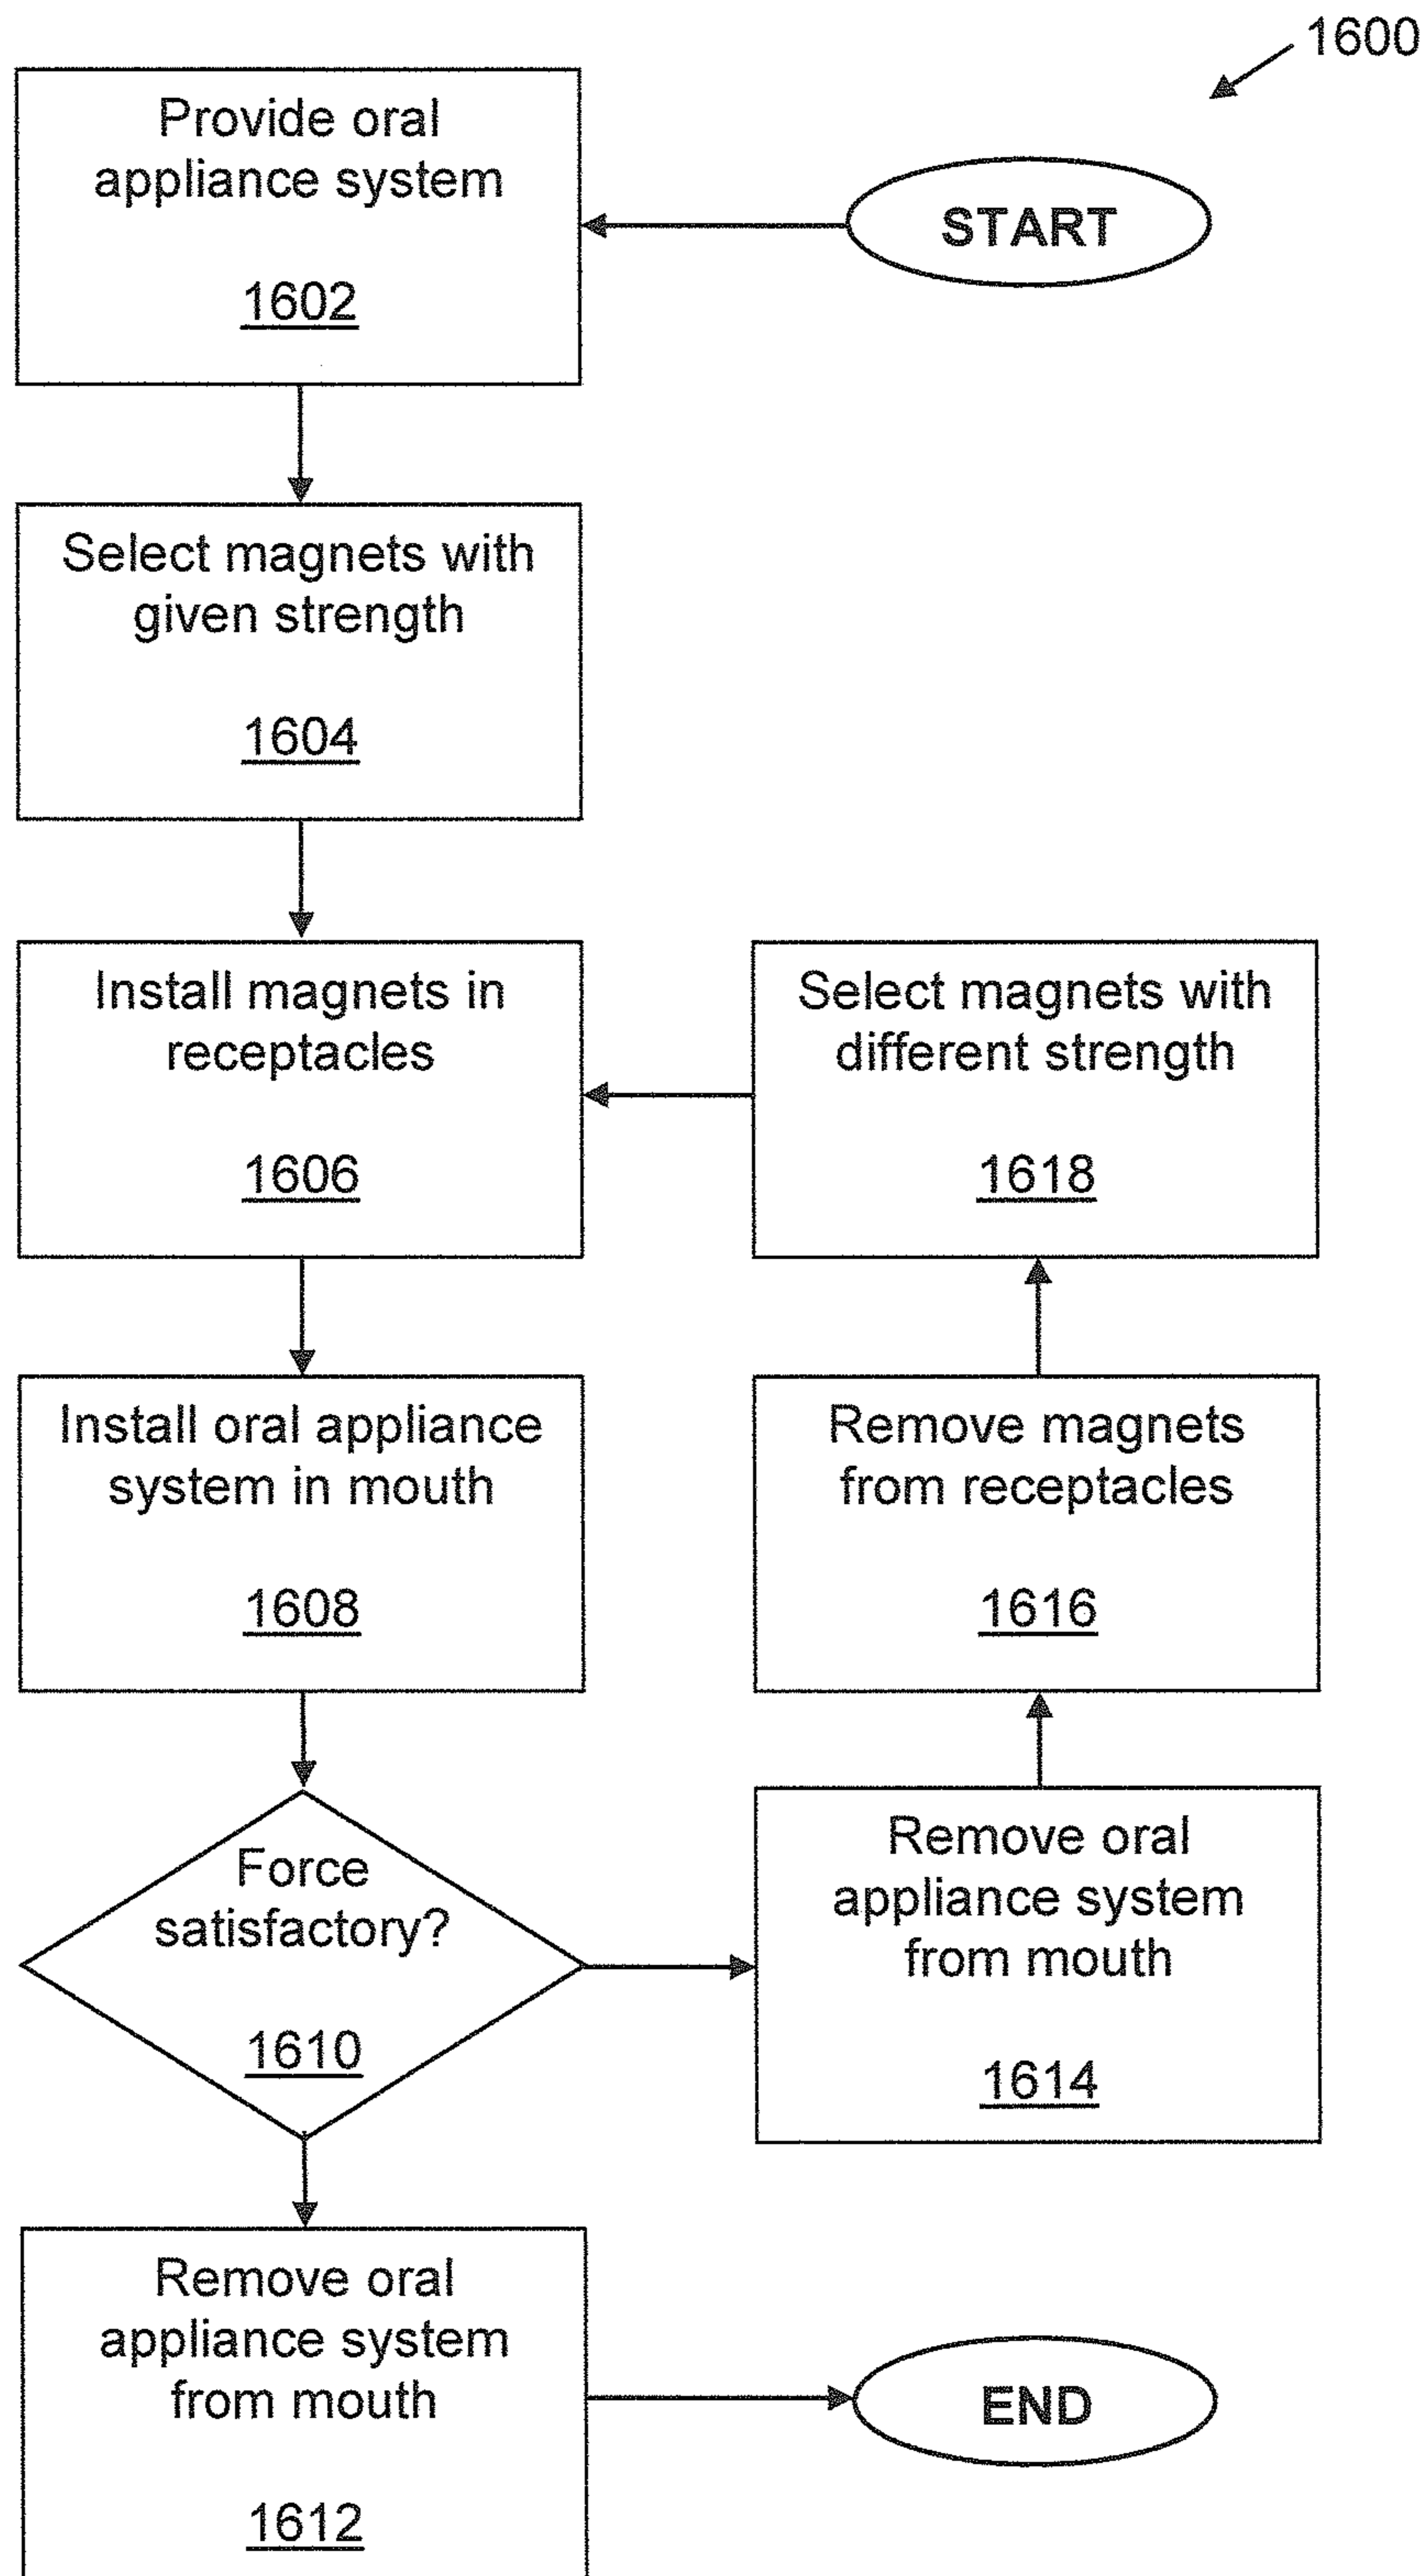 1600
START
Provide oral
appliance system
1602
Select magnets with
given strength
1604
Install magnets in
receptacles
1606
Select magnets with
different strength
1618
Install oral appliance
system in mouth
1608
Remove magnets
from receptacles
1616
Force
satisfactory?
1610
Remove oral
appliance system
from mouth
1614
Remove oral
appliance system
from mouth
1612
END